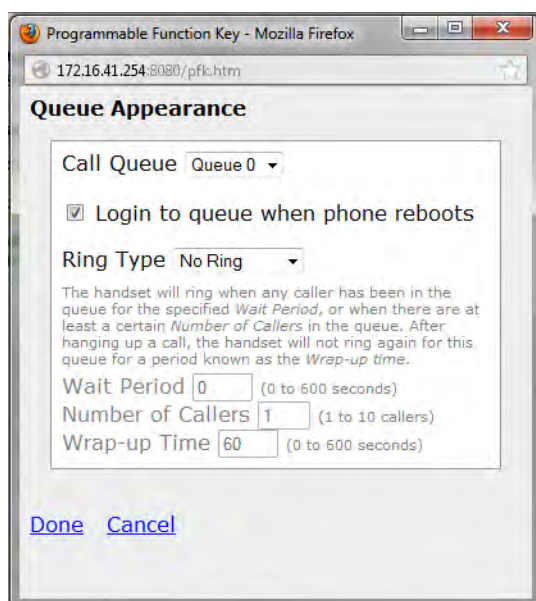 Programmable Function Key - Mozilla Firefox
172.16.41.254:8080/pfk.htm
Queue Appearance
Call Queue Queue 0
Login to queue when phone reboots
Ring Type No Ring
The handset will ring when any caller has been in the
queue for the specified Wait Period, or when there are at
least a certain Number of Callers in the queue. After
hanging up a call, the handset will not ring again for this
queue for a period known as the Wrap-up time.
Wait Period 0 (0 to 600 seconds)
Number of Callers 1 (1 to 10 callers)
Wrap-up Time 60 (0 to 600 seconds)
Done Cancel